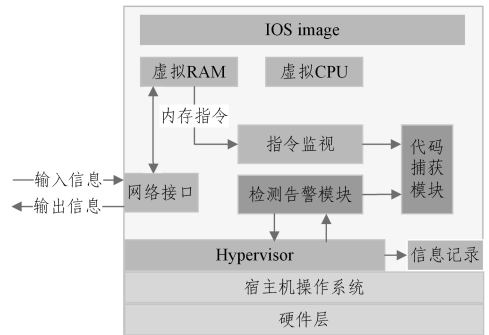 IOS image
虚拟RAM
虚拟CPU
内存指令
指令监视
代码
捕获
模块
输入信息
输出信息
网络接口
检测告警模块
Hypervisor
信息记录
宿主机操作系统
硬件层